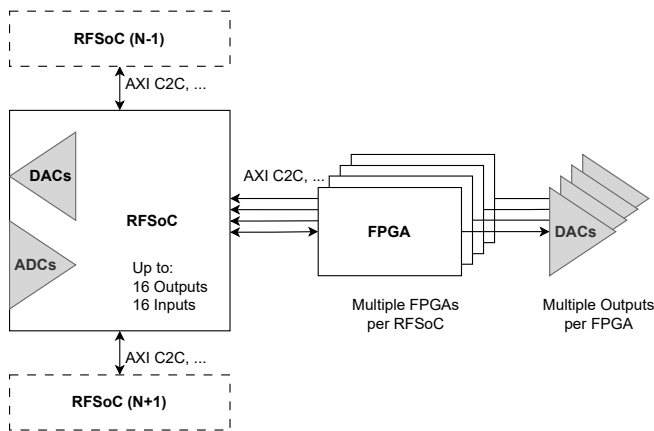 RFSoC (N-1)
AXI C2C, ...
DACs
RFSoC
ADCs
Up to:
16 Outputs
16 Inputs
AXI C2C, ...
FPGA
DACs
Multiple FPGAs
per RFSoC
Multiple Outputs
per FPGA
AXI C2C, ...
RFSoC (N+1)